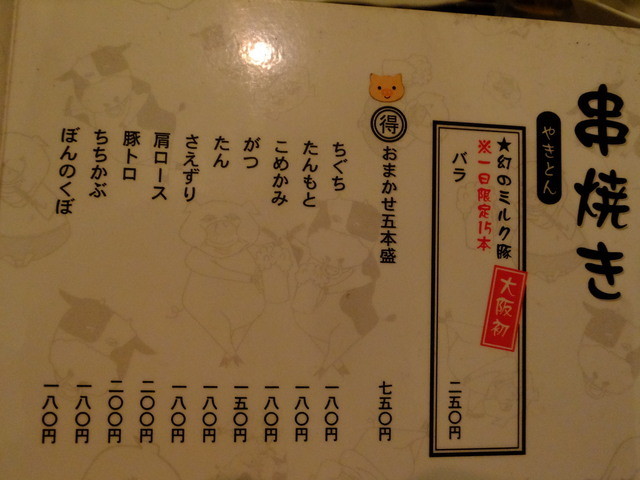 串焼き
やきとん
★幻のミルク豚
大阪初
※一日限定15本
バラ 二五〇円
得 おまかせ五本盛 七五〇円
ちぐち 一八〇円
たんもと 一八〇円
こめかみ 一八〇円
がつ 一五〇円
たん 一八〇円
さえずり 一八〇円
肩ロース 二〇〇円
豚トロ 二〇〇円
ちちかぶ 一八〇円
ぼんのくぼ 一八〇円